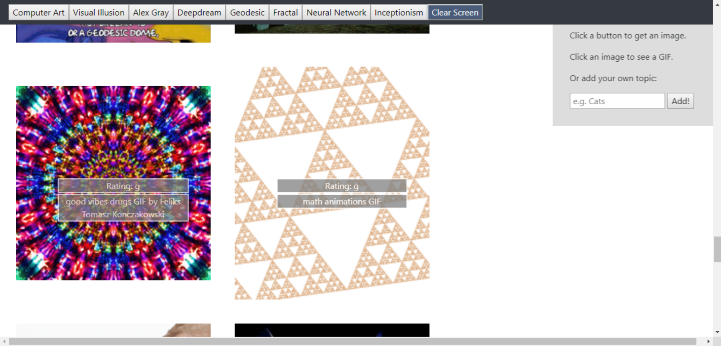 Computer Art Visual Illusion Alex Gray Deepdream Geodesic Fractal Neural Network Inceptionism Clear Screen
OR A GEODESIC DOME.
Click a button to get an image.
Click an image to see a GIF.
Or add your own topic:
e.g. Cats Add!
Rating: g
good vibes drugs GIF by Feliks
Tomasz Konczakowski
Rating: g
math animations GIF